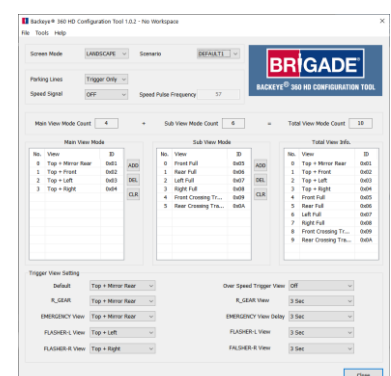 Backeye® 360 HD Configuration Tool 1.0.2 - No Workspace
File Tools Help
Screen Mode LANDSCAPE Scenario DEFAULT1
BRIGADE
BACKEYE® 360 HD CONFIGURATION TOOL
Parking Lines Trigger Only
Speed Signal OFF Speed Pulse Frequency 57
Main View Mode Count 4 + Sub View Mode Count 6 = Total View Mode Count 10
Main View Mode Sub View Mode Total View Info.
No. View ID No. View ID No. View ID
0 Top + Mirror Rear 0x01 ADD 0 Front Full 0x05 ADD 0 Top + Mirror Rear 0x01
1 Top + Front 0x02 1 Rear Full 0x06 1 Top + Front 0x02
2 Top + Left 0x03 DEL 2 Left Full 0x07 DEL 2 Top + Left 0x03
3 Top + Right 0x04 CLR 3 Right Full 0x08 CLR 3 Top + Right 0x04
4 Front Crossing Tra... 0x09 4 Front Full 0x05
5 Rear Crossing Tra... 0x0A 5 Rear Full 0x06
6 Left Full 0x07
7 Right Full 0x08
8 Front Crossing Tr... 0x09
9 Rear Crossing Tra... 0x0A
Trigger View Setting
Default Top + Mirror Rear Over Speed Trigger View Off
R_GEAR Top + Mirror Rear R_GEAR View 3 Sec
EMERGENCY View Top + Mirror Rear EMERGENCY View Delay 3 Sec
FLASHER-L View Top + Left FLASHER-L View 3 Sec
FLASHER-R View Top + Right FALSHER-R View 3 Sec
Close